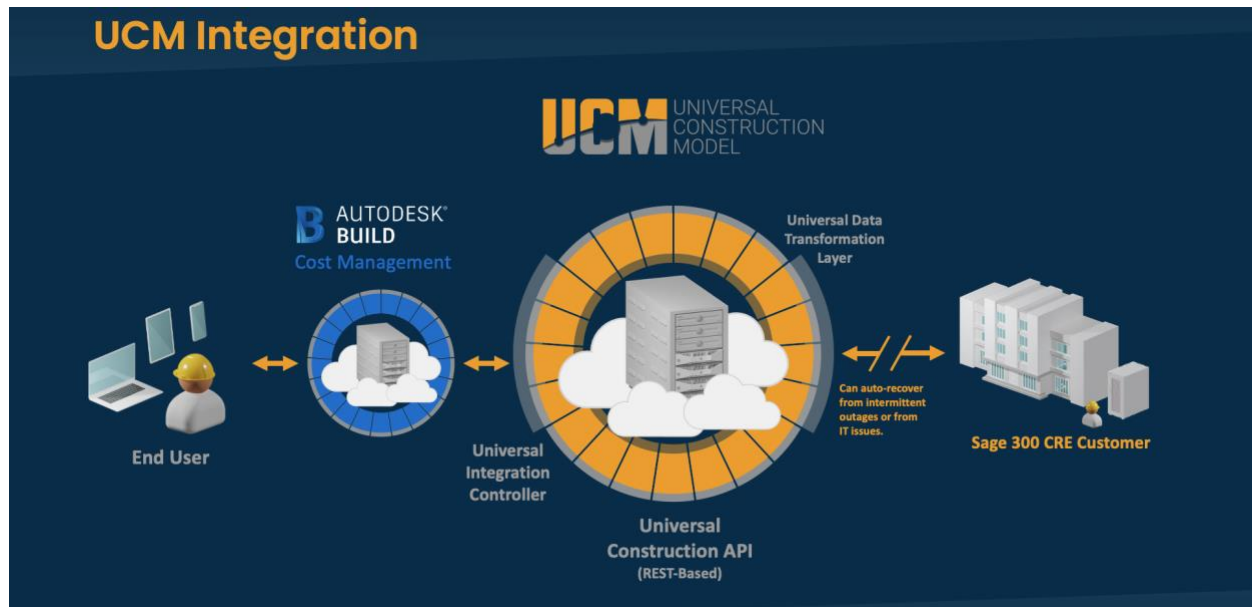 UCM Integration
UCM UNIVERSAL
CONSTRUCTION
MODEL
AUTODESK®
BUILD
Cost Management
Universal Data
Transformation
Layer
Can auto-recover
from intermittent
outages or from
IT issues.
End User
Sage 300 CRE Customer
Universal
Integration
Controller
Universal
Construction API
(REST-Based)